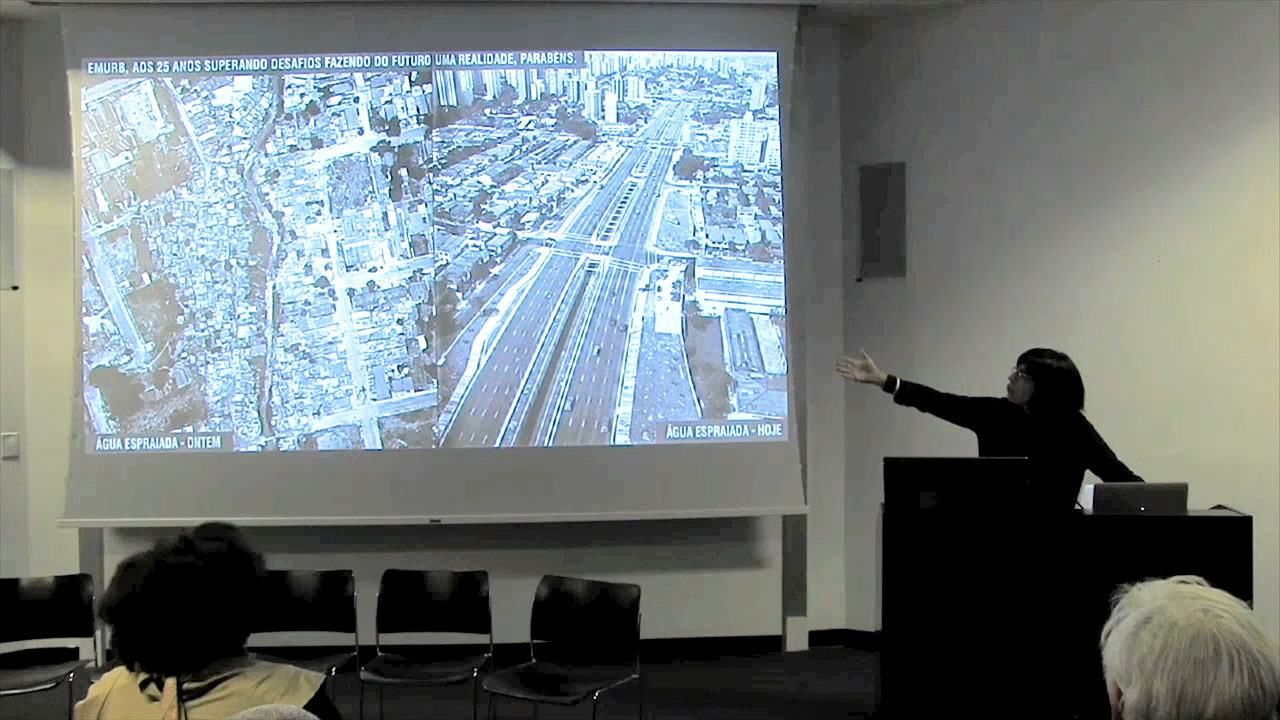 EMURB, AOS 25 ANOS SUPERANDO DESAFIOS FAZENDO DO FUTURO UMA REALIDADE, PARABÉNS.
ÁGUA ESPRAIADA - ONTEM
ÁGUA ESPRAIADA - HOJE